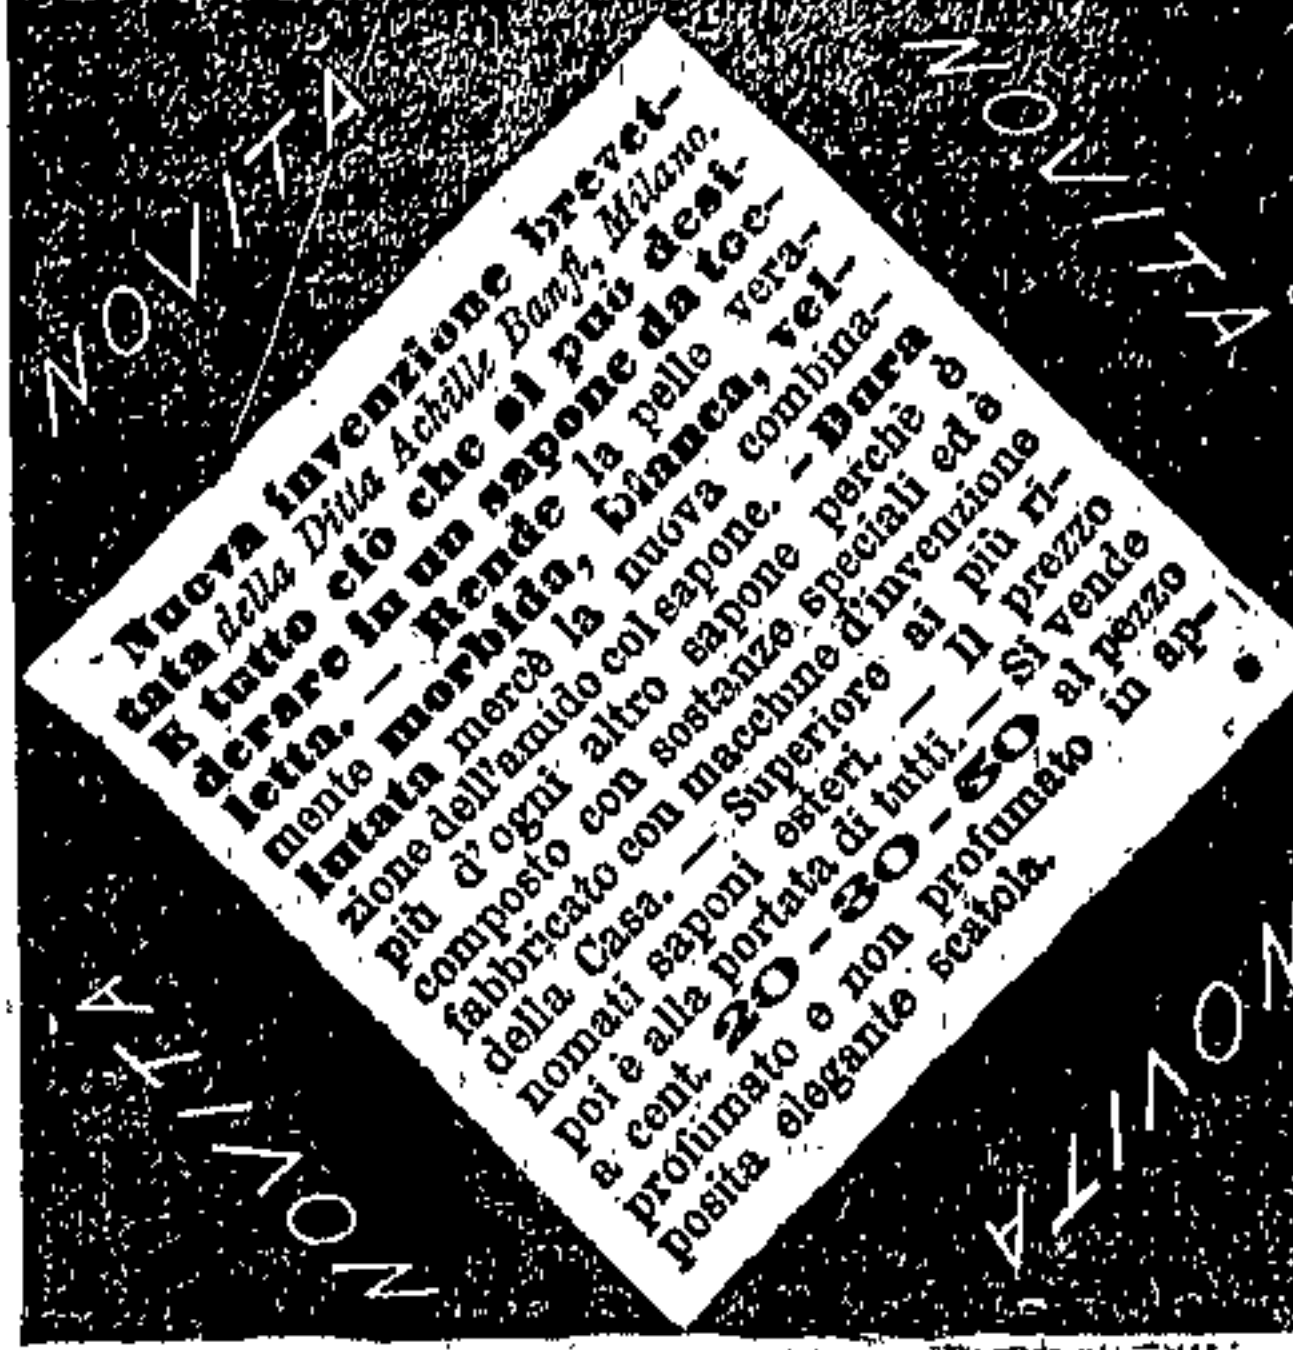 NOVITÀ
NOVITÀ
Nuova invenzione brevet-
tata della Ditta Achille Banfi, Milano.
È tutto ciò che si può desi-
derare in un sapone da toc-
letta. — Rende la pelle vera-
mente morbida, bianca, vel-
lutata mercè la nuova combina-
zione dell'amido col sapone. — Dura
più d'ogni altro sapone perchè è
composto con sostanze speciali ed è
fabbricato con macchine d'invenzione
della Casa. — Superiore ai più ri-
nomati saponi esteri. — Il prezzo
poi è alla portata di tutti. — Si vende
a cent. 20-30-50 al pezzo
profumato e non profumato in ap-
posita elegante scatola.
NOVITÀ
NOVITÀ